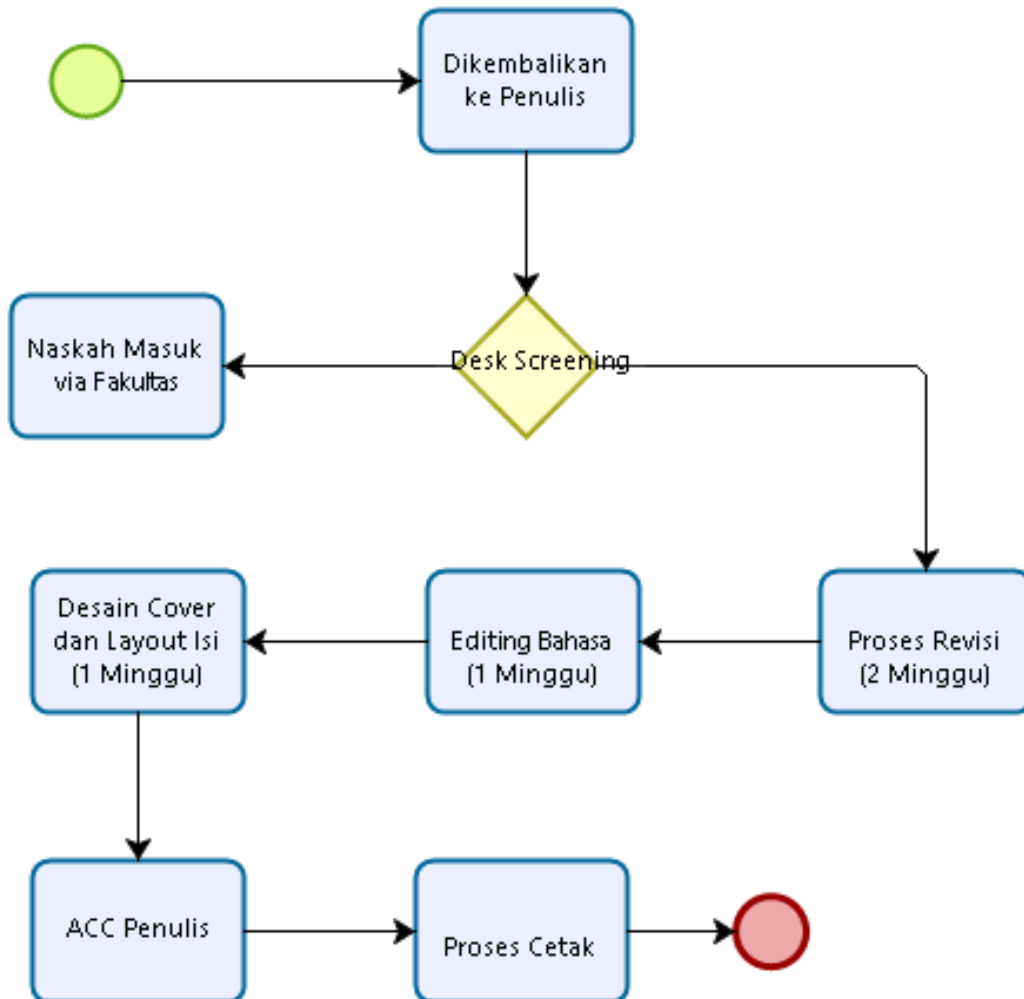 Dikembalikan
ke Penulis
Naskah Masuk
via Fakultas
Desk Screening
Desain Cover
dan Layout Isi
(1 Minggu)
Editing Bahasa
(1 Minggu)
Proses Revisi
(2 Minggu)
ACC Penulis
Proses Cetak